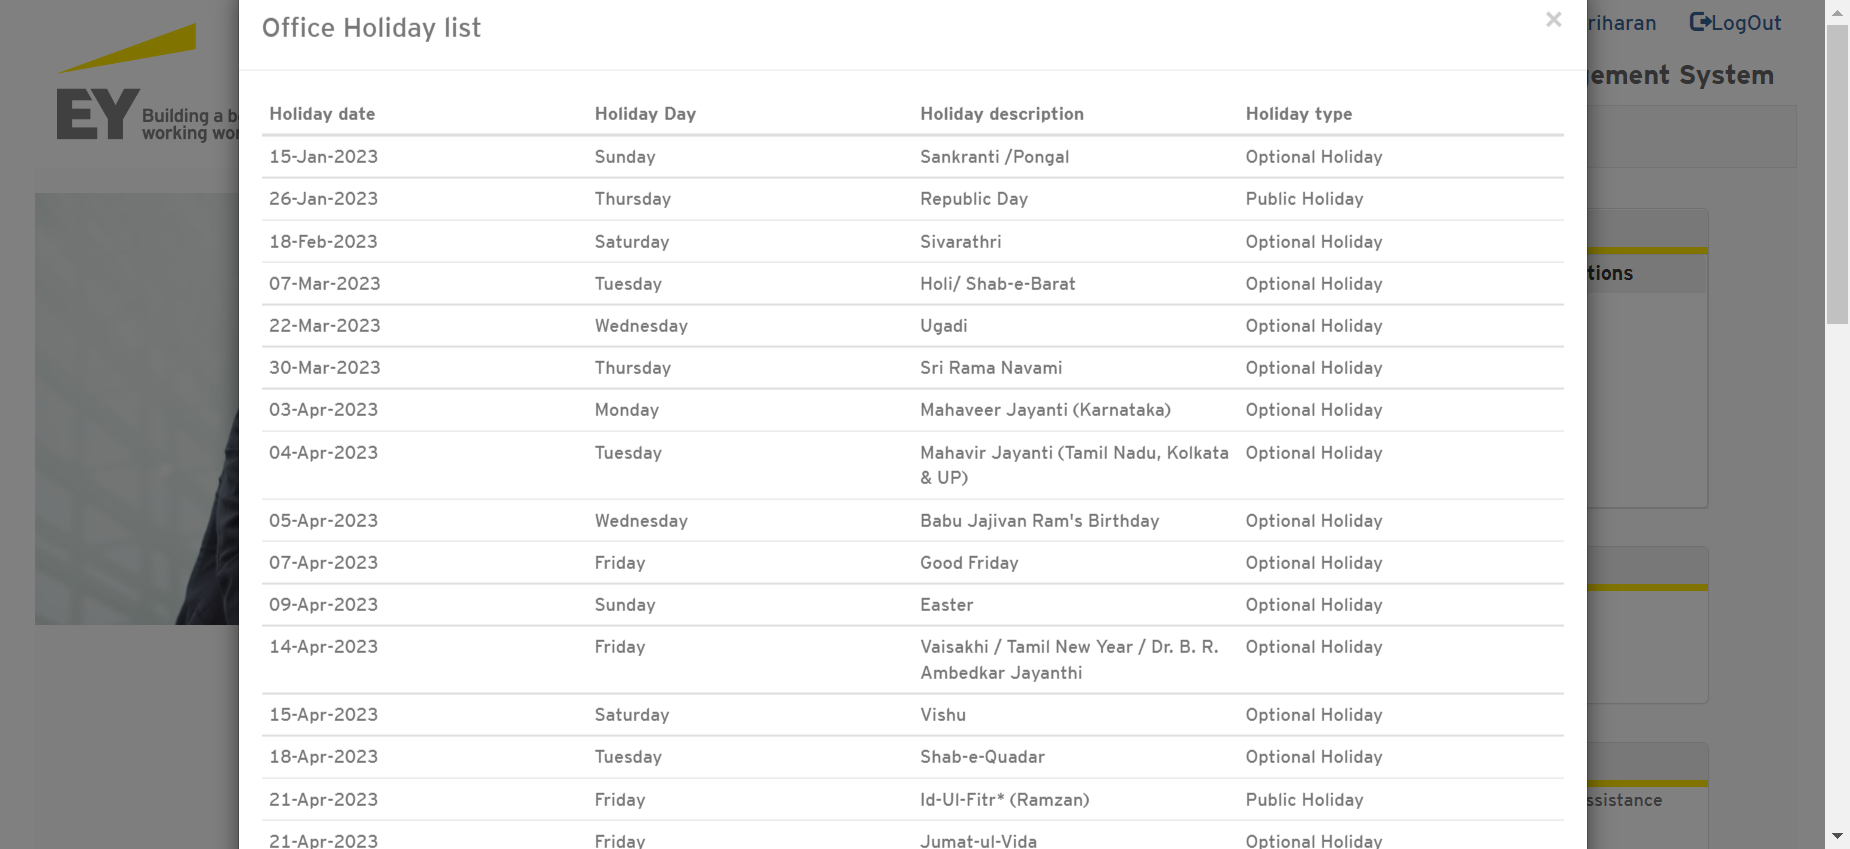 Office Holiday list
×
riharan
LogOut
ement System
EY
Building a b
working wor
Holiday date Holiday Day Holiday description Holiday type
15-Jan-2023 Sunday Sankranti /Pongal Optional Holiday
26-Jan-2023 Thursday Republic Day Public Holiday
18-Feb-2023 Saturday Sivarathri Optional Holiday
07-Mar-2023 Tuesday Holi/ Shab-e-Barat Optional Holiday
22-Mar-2023 Wednesday Ugadi Optional Holiday
30-Mar-2023 Thursday Sri Rama Navami Optional Holiday
03-Apr-2023 Monday Mahaveer Jayanti (Karnataka) Optional Holiday
04-Apr-2023 Tuesday Mahavir Jayanti (Tamil Nadu, Kolkata Optional Holiday
& UP)
05-Apr-2023 Wednesday Babu Jajivan Ram's Birthday Optional Holiday
07-Apr-2023 Friday Good Friday Optional Holiday
09-Apr-2023 Sunday Easter Optional Holiday
14-Apr-2023 Friday Vaisakhi / Tamil New Year / Dr. B. R. Optional Holiday
Ambedkar Jayanthi
15-Apr-2023 Saturday Vishu Optional Holiday
18-Apr-2023 Tuesday Shab-e-Quadar Optional Holiday
21-Apr-2023 Friday Id-Ul-Fitr* (Ramzan) Public Holiday
21-Apr-2023 Friday Jumat-ul-Vida Optional Holiday
tions
ssistance